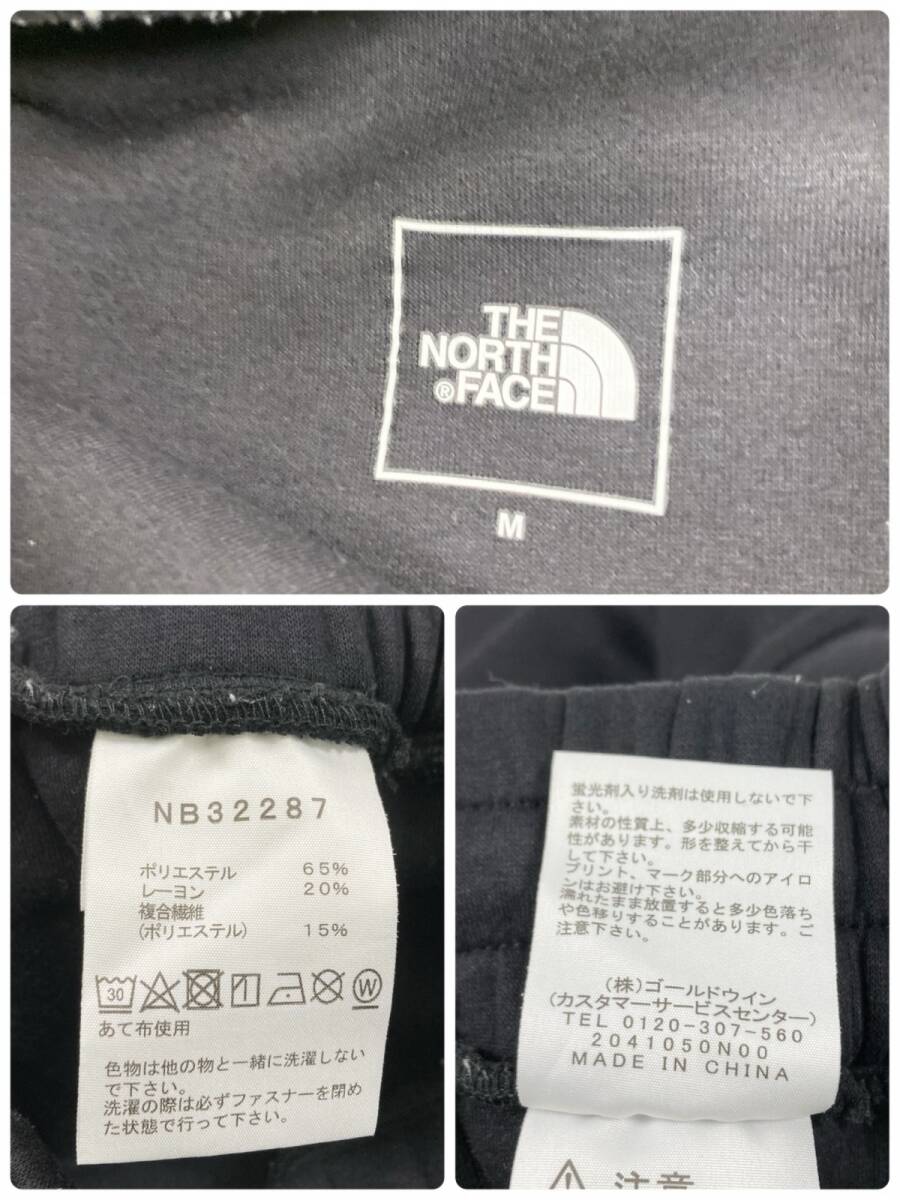 THE
NORTH
®FACE
M
NB32287
ポリエステル 65%
レーヨン 20%
複合繊維
(ポリエステル) 15%
30
W
あて布使用
色物は他の物と一緒に洗濯しない
で下さい。
洗濯の際は必ずファスナーを閉め
た状態で行って下さい。
蛍光剤入り洗剤は使用しないで下
さい。
素材の性質上、多少収縮する可能
性があります。形を整えてから干
して下さい。
プリント、マーク部分へのアイロ
ンはお避け下さい。
濡れたまま放置すると多少色落ち
や色移りすることがあります。ご
注意下さい。
(株)ゴールドウイン
(カスタマーサービスセンター)
TEL 0120-307-560
2041050N00
MADE IN CHINA
注意